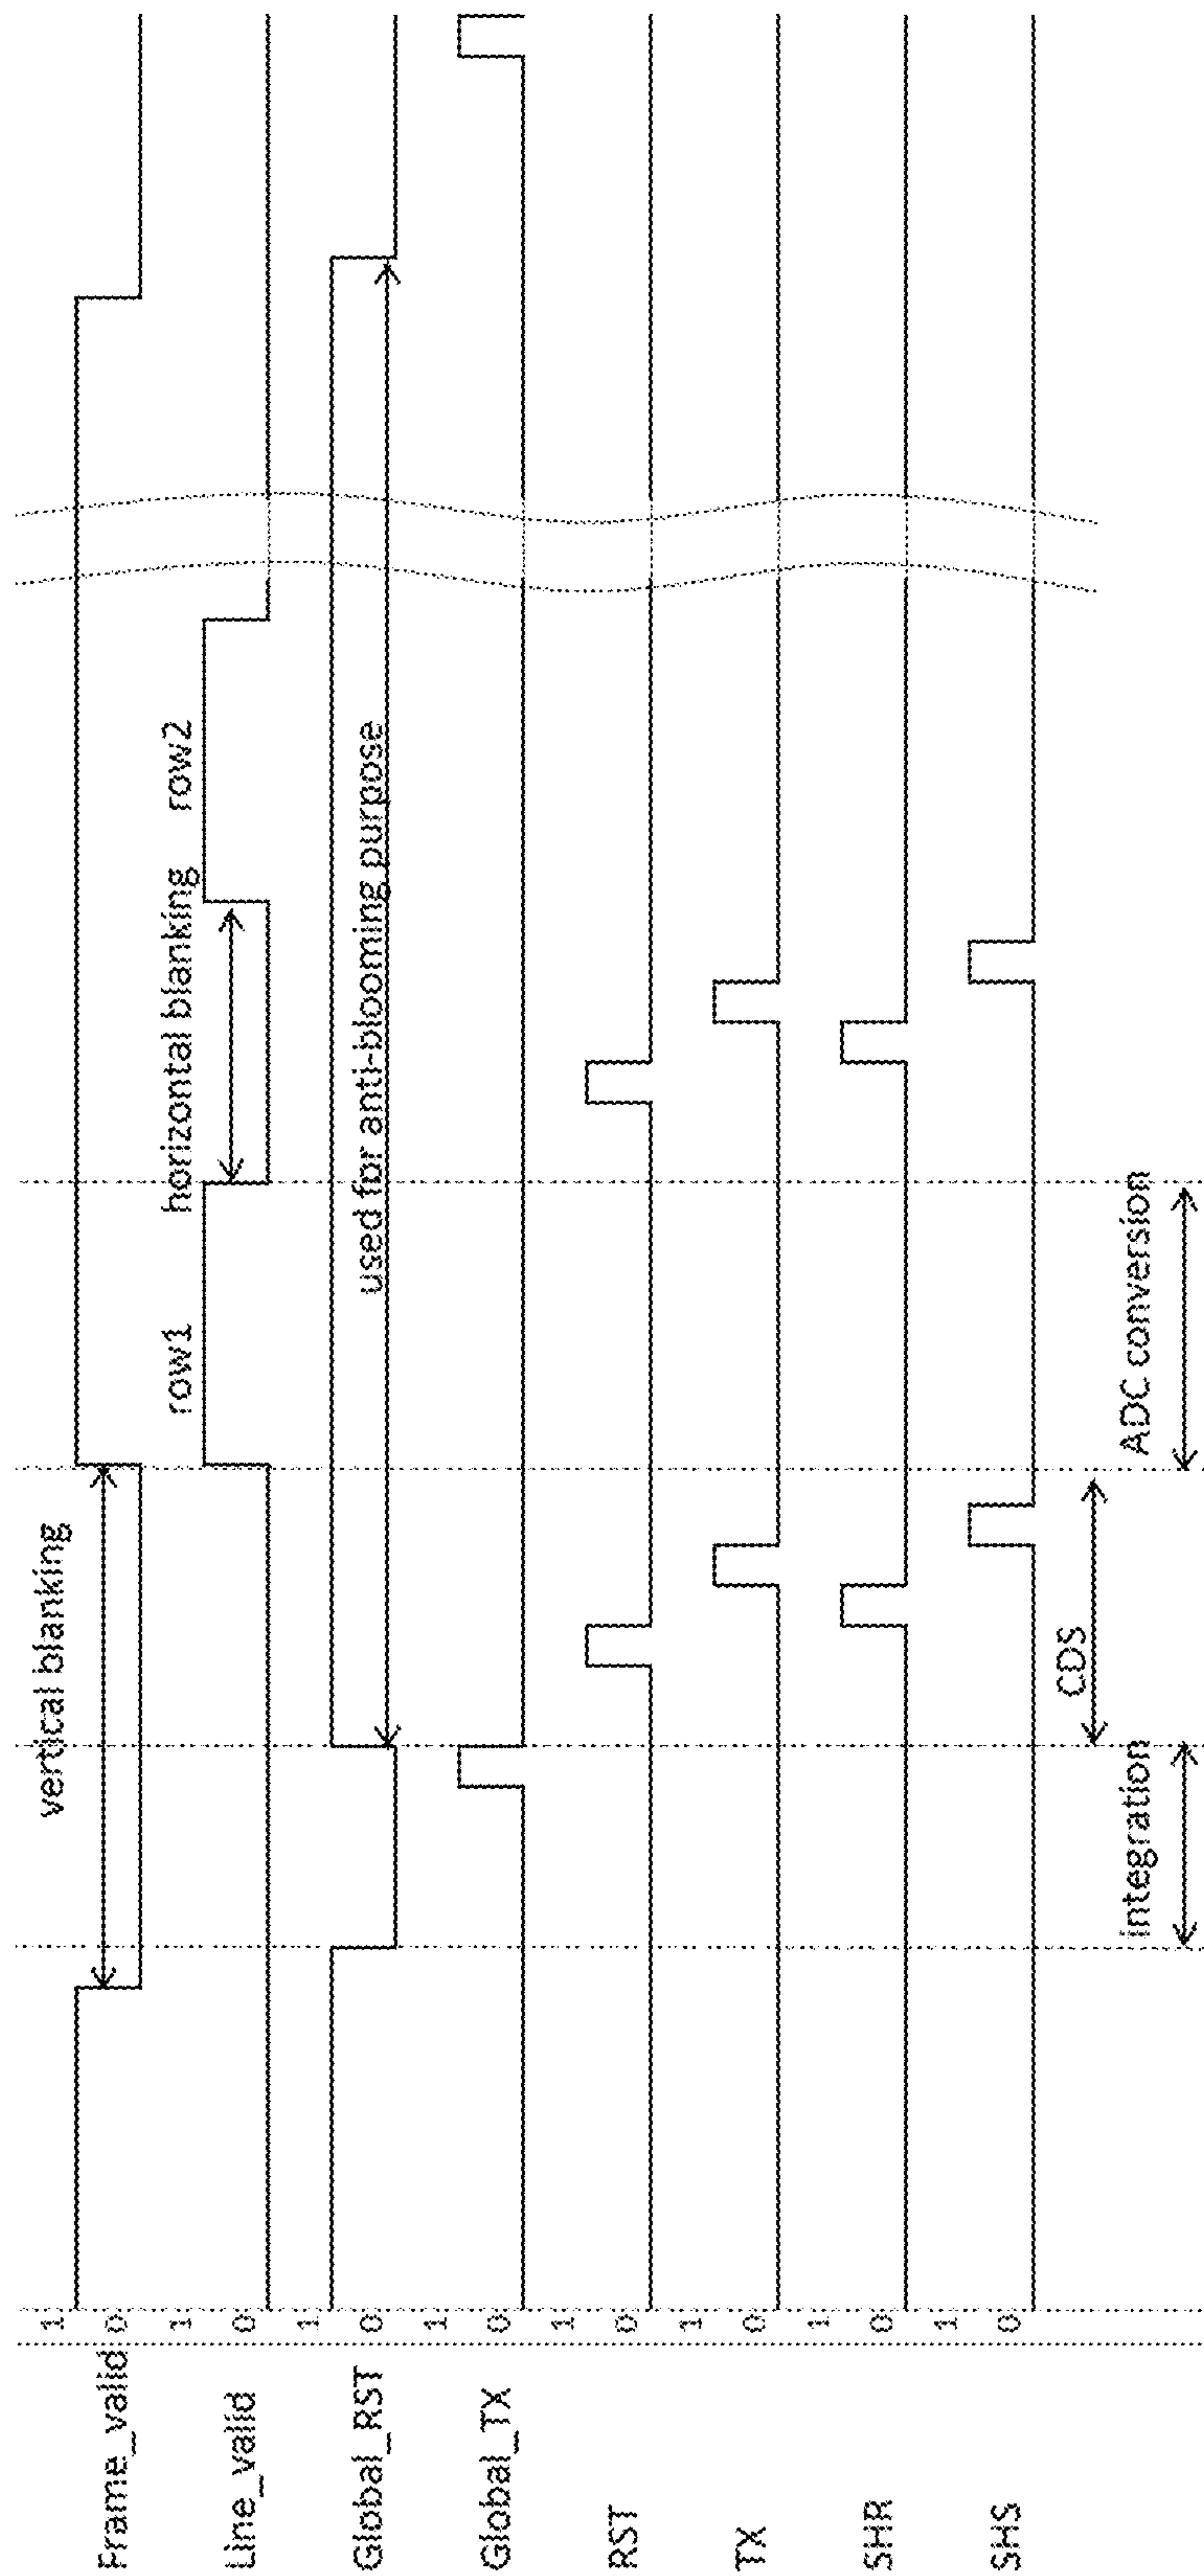 vertical blanking
Frame_valid
1
0
row1
horizontal blanking
row2
Line_valid
1
0
Global_RST
1
0
used for anti-blooming purpose
Global_TX
1
0
RST
1
0
TX
1
0
SHR
1
0
SHS
1
0
CDS
integration
ADC conversion